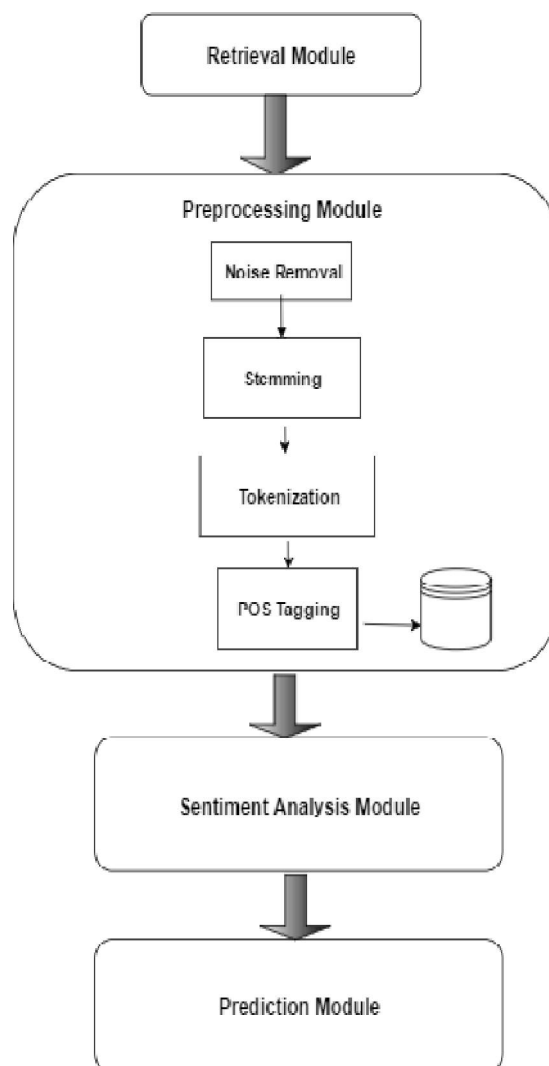 Retrieval Module
Preprocessing Module
Noise Removal
Stemming
Tokenization
POS Tagging
Sentiment Analysis Module
Prediction Module